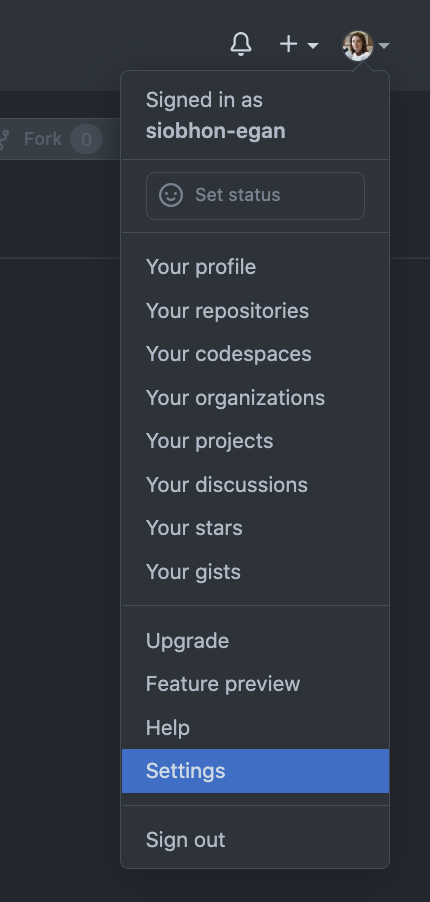 Fork 0
Signed in as
siobhon-egan
Set status
Your profile
Your repositories
Your codespaces
Your organizations
Your projects
Your discussions
Your stars
Your gists
Upgrade
Feature preview
Help
Settings
Sign out